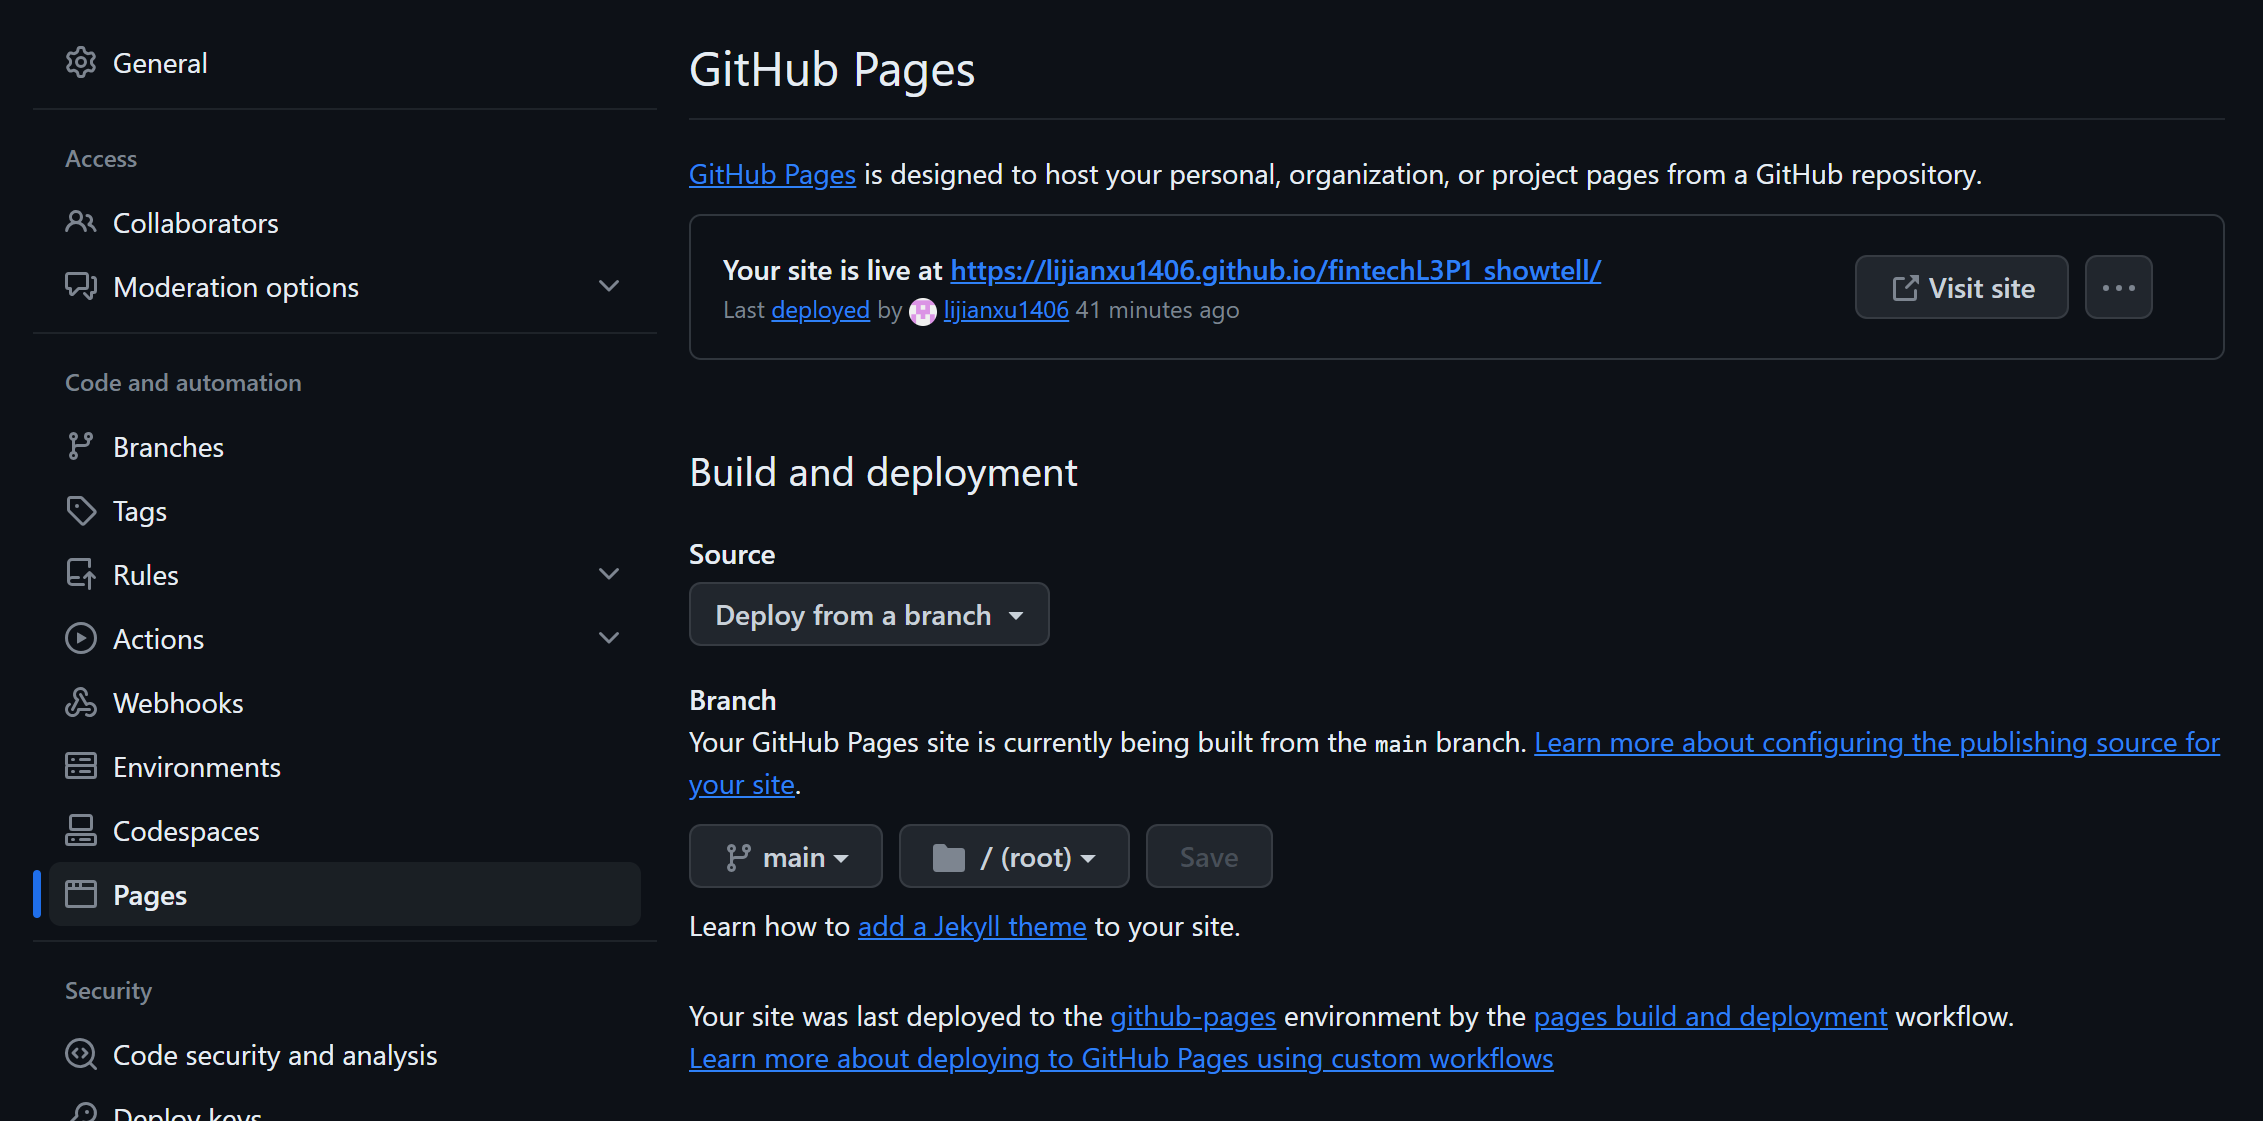 General
Access
Collaborators
Moderation options
Code and automation
Branches
Tags
Rules
Actions
Webhooks
Environments
Codespaces
Pages
Security
Code security and analysis
Deploy keys
GitHub Pages
GitHub Pages is designed to host your personal, organization, or project pages from a GitHub repository.
Your site is live at https://lijianxu1406.github.io/fintechL3P1_showtell/
Last deployed by lijianxu1406 41 minutes ago
Visit site
Build and deployment
Source
Deploy from a branch
Branch
Your GitHub Pages site is currently being built from the main branch. Learn more about configuring the publishing source for
your site.
main
/ (root)
Save
Learn how to add a Jekyll theme to your site.
Your site was last deployed to the github-pages environment by the pages build and deployment workflow.
Learn more about deploying to GitHub Pages using custom workflows